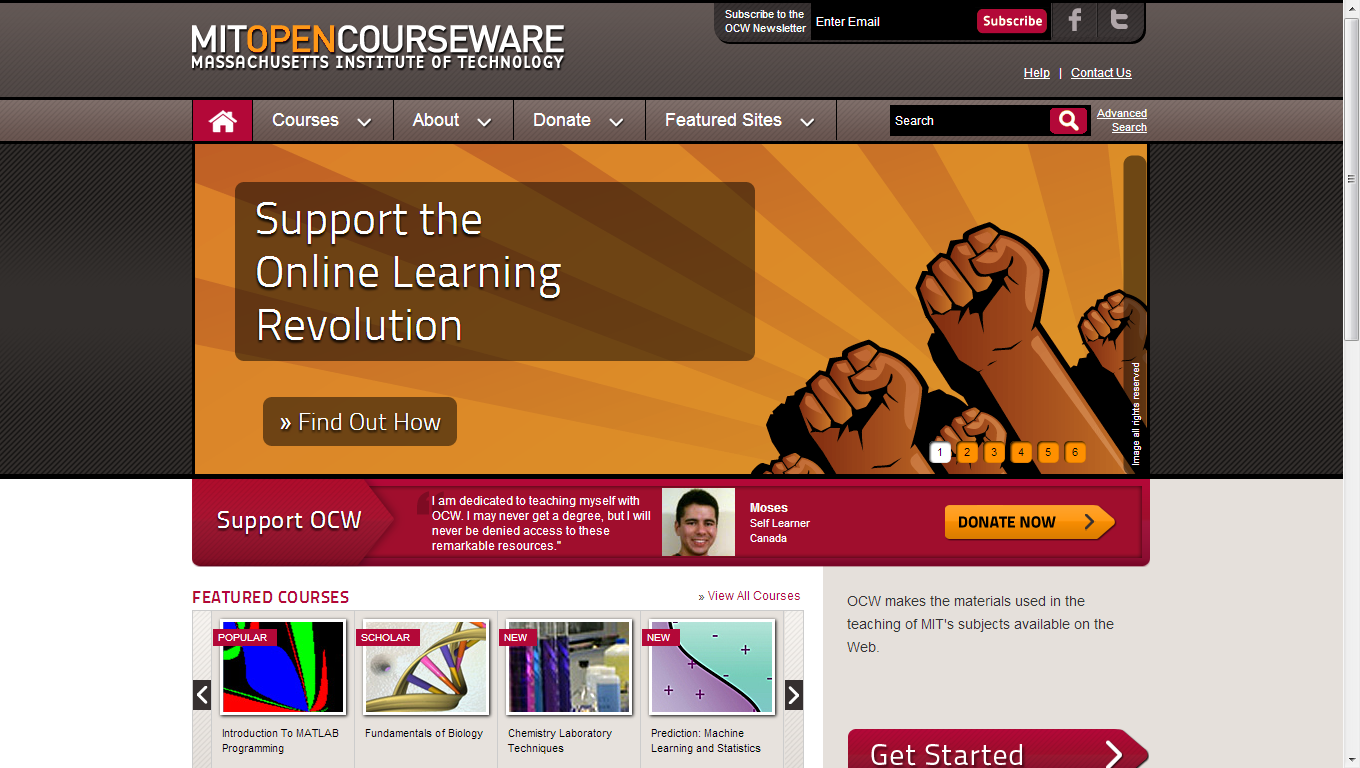 MITOPENCOURSEWARE
MASSACHUSETTS INSTITUTE OF TECHNOLOGY
Subscribe to the
OCW Newsletter
Enter Email
Subscribe
Help | Contact Us
Courses
About
Donate
Featured Sites
Search
Advanced
Search
Support the
Online Learning
Revolution
» Find Out How
1 2 3 4 5 6
Image all rights reserved
Support OCW
“
I am dedicated to teaching myself with
OCW. I may never get a degree, but I will
never be denied access to these
remarkable resources."
Moses
Self Learner
Canada
DONATE NOW
FEATURED COURSES
» View All Courses
POPULAR
Introduction To MATLAB
Programming
SCHOLAR
Fundamentals of Biology
NEW
Chemistry Laboratory
Techniques
NEW
Prediction: Machine
Learning and Statistics
OCW makes the materials used in the
teaching of MIT's subjects available on the
Web.
Get Started